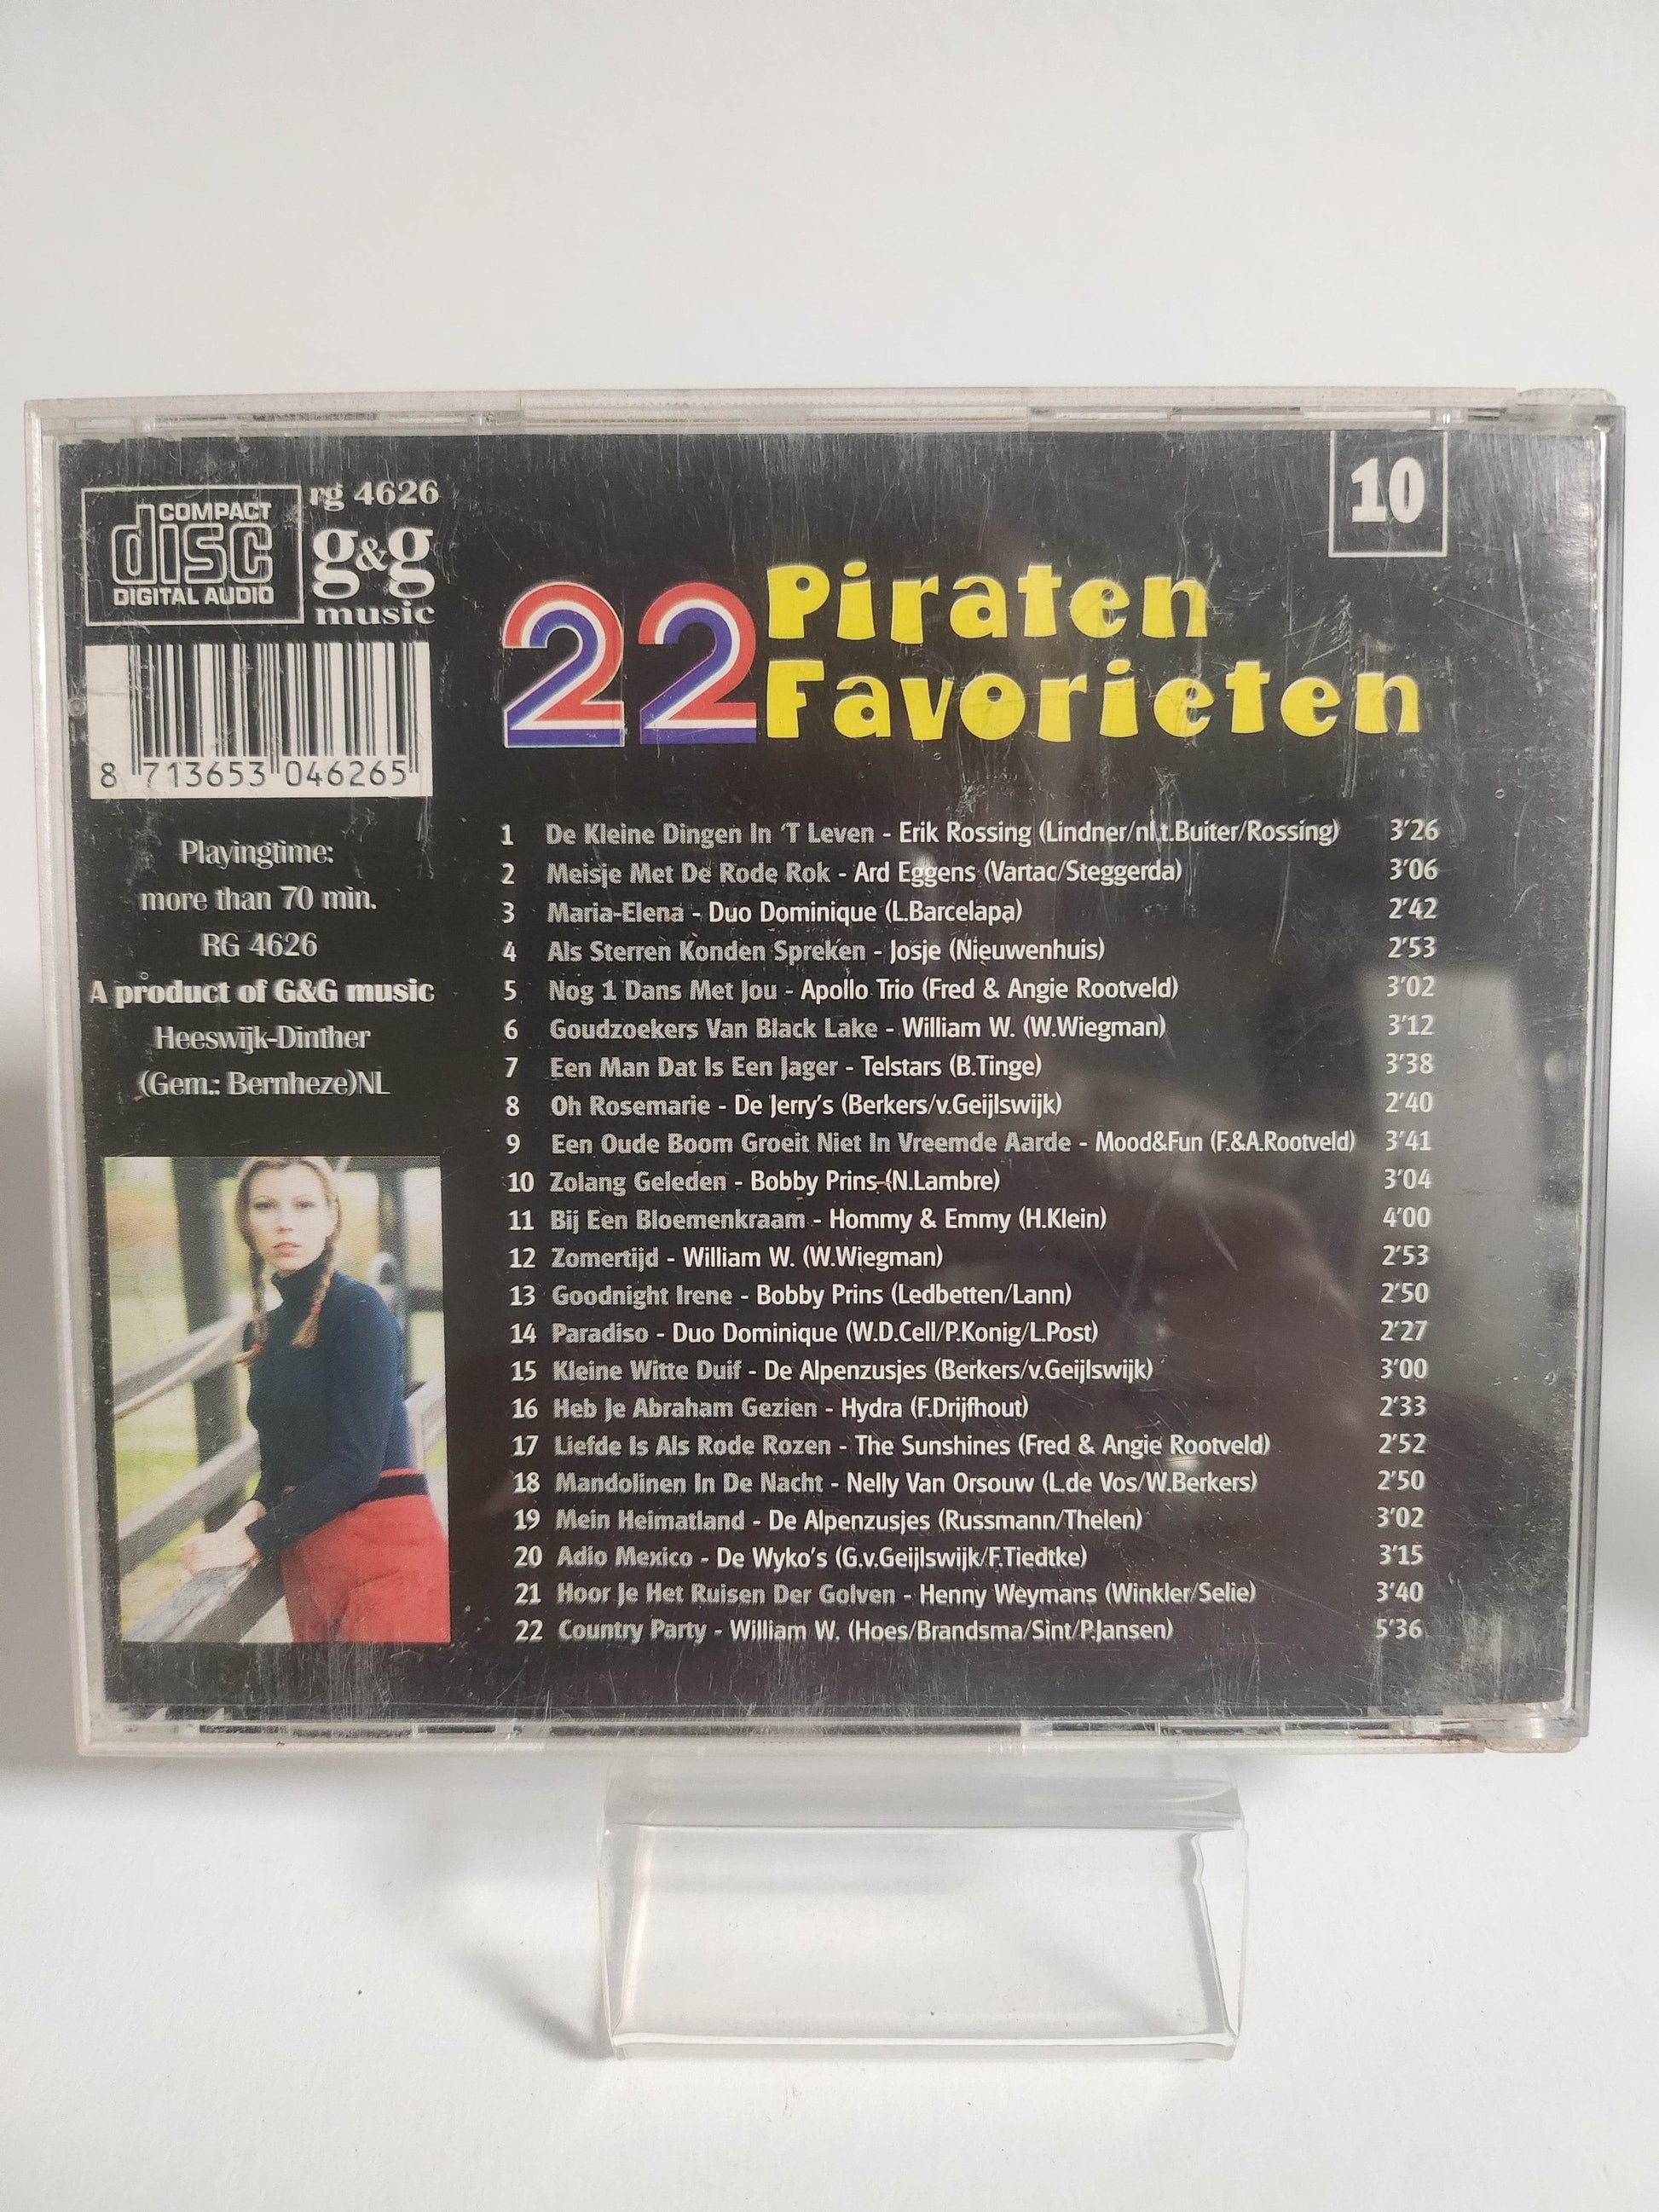 COMPACT
disc
DIGITAL AUDIO
rg 4626
g&g
music
8 713653 046265
Playingtime:
more than 70 min.
RG 4626
A product of G&G music
Heeswijk-Dinther
(Gem.: Bernheze)NL
10
22 Piraten
Favorieten
1 De Kleine Dingen In 'T Leven - Erik Rossing (Lindner/nl.t.Buiter/Rossing) 3'26
2 Meisje Met De Rode Rok - Ard Eggens (Vartac/Steggerda) 3'06
3 Maria-Elena - Duo Dominique (L.Barcelapa) 2'42
4 Als Sterren Konden Spreken - Josje (Nieuwenhuis) 2'53
5 Nog 1 Dans Met Jou - Apollo Trio (Fred & Angie Rootveld) 3'02
6 Goudzoekers Van Black Lake - William W. (W.Wiegman) 3'12
7 Een Man Dat Is Een Jager - Telstars (B.Tinge) 3'38
8 Oh Rosemarie - De Jerry's (Berkers/v.Geijlswijk) 2'40
9 Een Oude Boom Groeit Niet In Vreemde Aarde - Mood&Fun (F.&A.Rootveld) 3'41
10 Zolang Geleden - Bobby Prins (N.Lambre) 3'04
11 Bij Een Bloemenkraam - Hommy & Emmy (H.Klein) 4'00
12 Zomertijd - William W. (W.Wiegman) 2'53
13 Goodnight Irene - Bobby Prins (Ledbetten/Lann) 2'50
14 Paradiso - Duo Dominique (W.D.Cell/P.Konig/L.Post) 2'27
15 Kleine Witte Duif - De Alpenzusjes (Berkers/v.Geijlswijk) 3'00
16 Heb Je Abraham Gezien - Hydra (F.Drijfhout) 2'33
17 Liefde Is Als Rode Rozen - The Sunshines (Fred & Angie Rootveld) 2'52
18 Mandolinen In De Nacht - Nelly Van Orsouw (L.de Vos/W.Berkers) 2'50
19 Mein Heimatland - De Alpenzusjes (Russmann/Thelen) 3'02
20 Adio Mexico - De Wyko's (G.v.Geijlswijk/F.Tiedtke) 3'15
21 Hoor Je Het Ruisen Der Golven - Henny Weymans (Winkler/Selie) 3'40
22 Country Party - William W. (Hoes/Brandsma/Sint/P.Jansen) 5'36